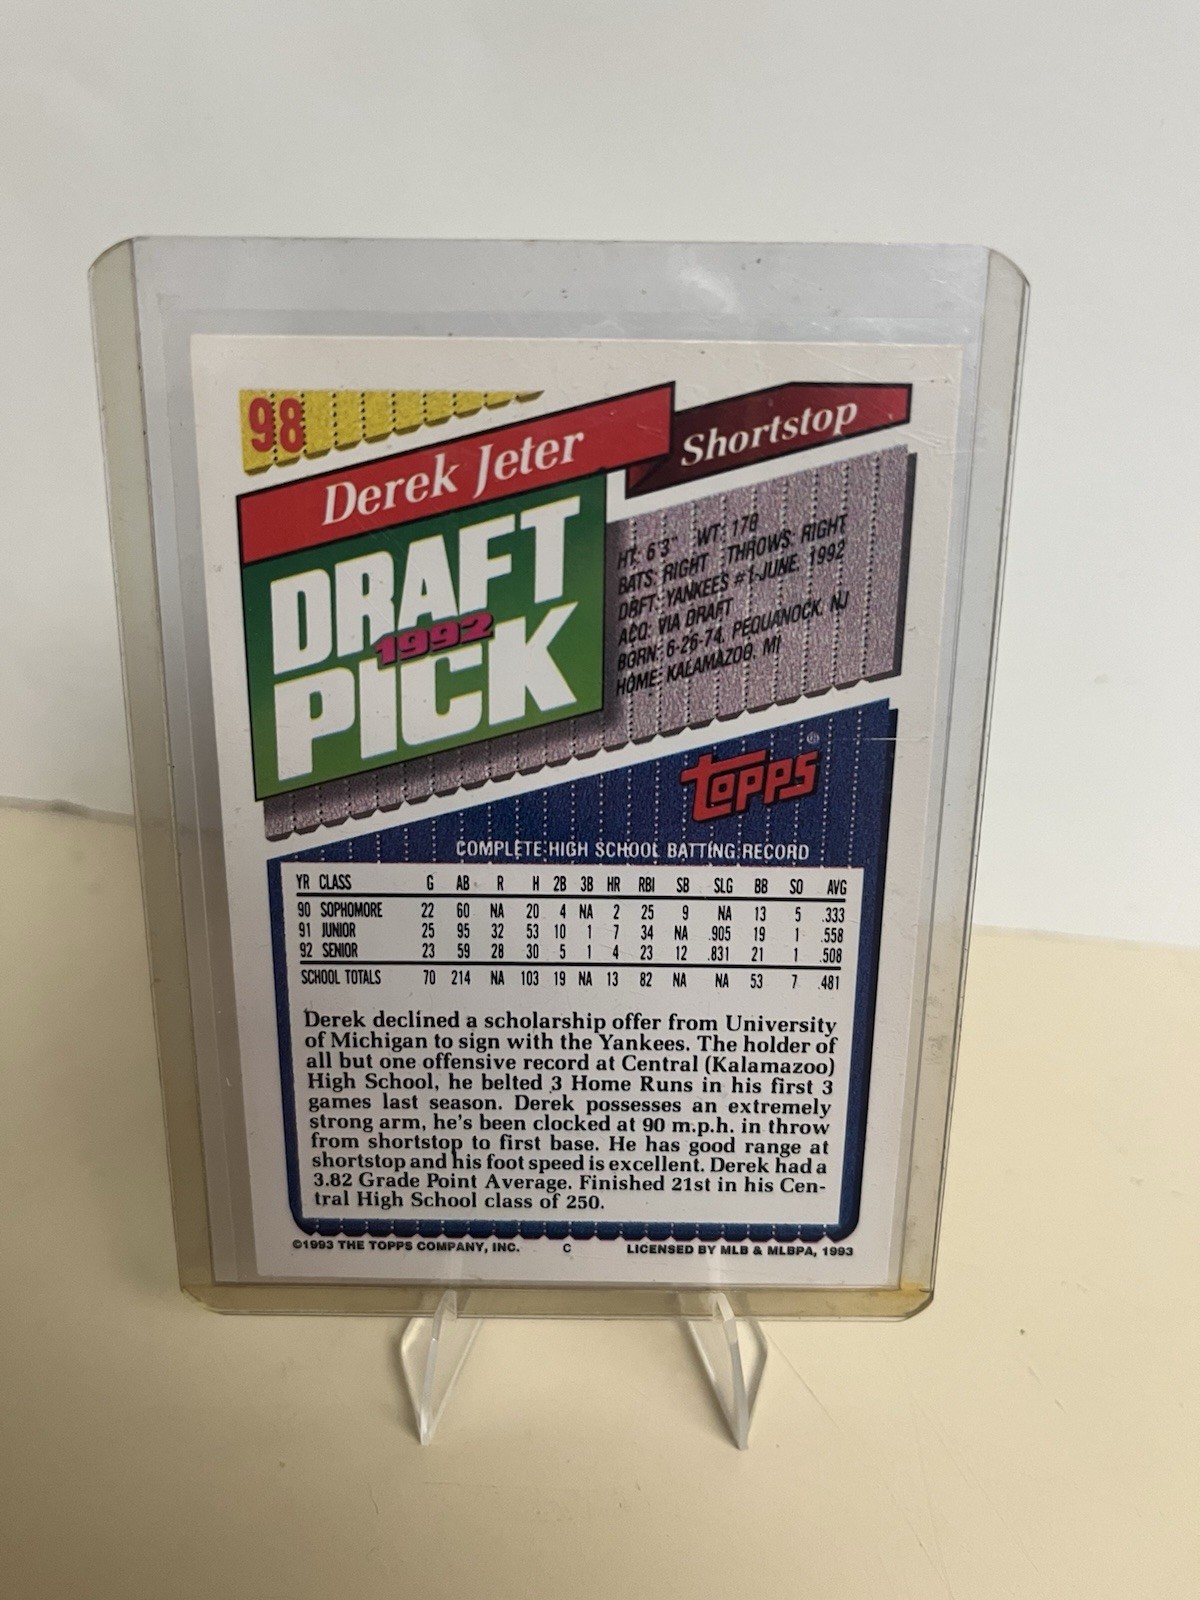 98
Derek Jeter
Shortstop
DRAFT
1992
PICK
HT: 6'3" WT: 170
BATS: RIGHT THROWS: RIGHT
DRFT: YANKEES #1-JUNE, 1992
ACQ: VIA DRAFT
BORN: 6-26-74, PEQUANOCK, NJ
HOME: KALAMAZOO, MI
TOPPS®
COMPLETE HIGH SCHOOL BATTING RECORD
YR CLASS G AB R H 2B 3B HR RBI SB SLG BB SO AVG
90 SOPHOMORE 22 60 NA 20 4 NA 2 25 9 NA 13 5 .333
91 JUNIOR 25 95 32 53 10 1 7 34 NA .905 19 1 .558
92 SENIOR 23 59 28 30 5 1 4 23 12 .831 21 1 .508
SCHOOL TOTALS 70 214 NA 103 19 NA 13 82 NA NA 53 7 .481
Derek declined a scholarship offer from University
of Michigan to sign with the Yankees. The holder of
all but one offensive record at Central (Kalamazoo)
High School, he belted 3 Home Runs in his first 3
games last season. Derek possesses an extremely
strong arm, he's been clocked at 90 m.p.h. in throw
from shortstop to first base. He has good range at
shortstop and his foot speed is excellent. Derek had a
3.82 Grade Point Average. Finished 21st in his Cen-
tral High School class of 250.
©1993 THE TOPPS COMPANY, INC. C LICENSED BY MLB & MLBPA, 1993